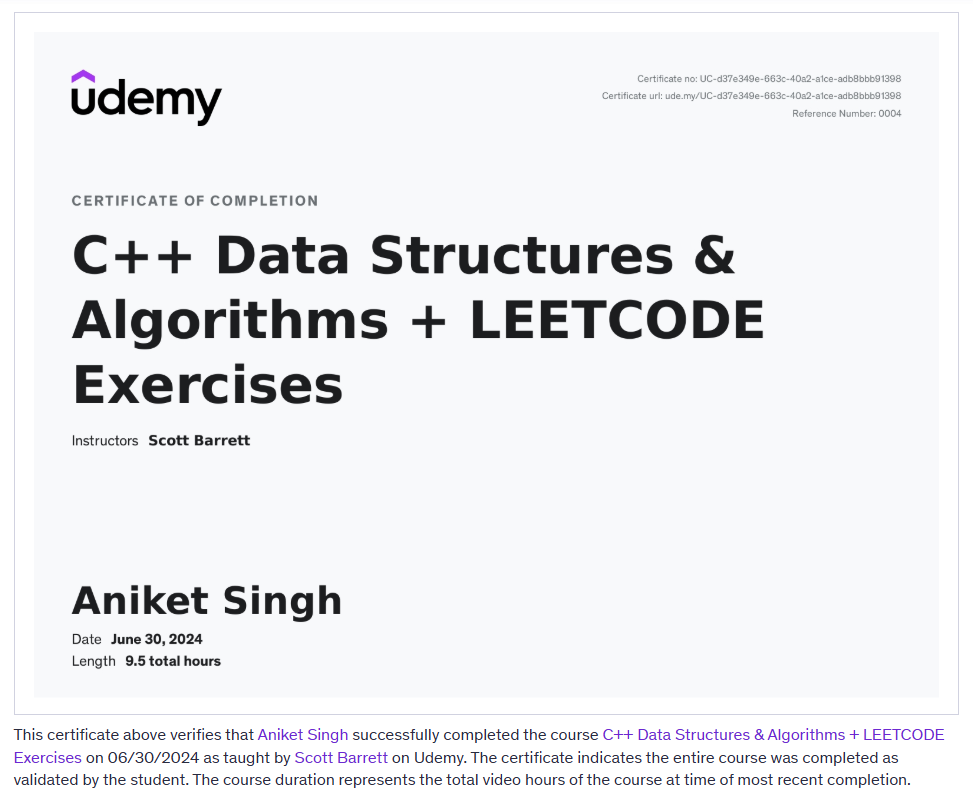 udemy
Certificate no: UC-d37e349e-663c-40a2-a1ce-adb8bbb91398
Certificate url: ude.my/UC-d37e349e-663c-40a2-a1ce-adb8bbb91398
Reference Number: 0004
CERTIFICATE OF COMPLETION
C++ Data Structures &
Algorithms + LEETCODE
Exercises
Instructors Scott Barrett
Aniket Singh
Date June 30, 2024
Length 9.5 total hours
This certificate above verifies that Aniket Singh successfully completed the course C++ Data Structures & Algorithms + LEETCODE
Exercises on 06/30/2024 as taught by Scott Barrett on Udemy. The certificate indicates the entire course was completed as
validated by the student. The course duration represents the total video hours of the course at time of most recent completion.